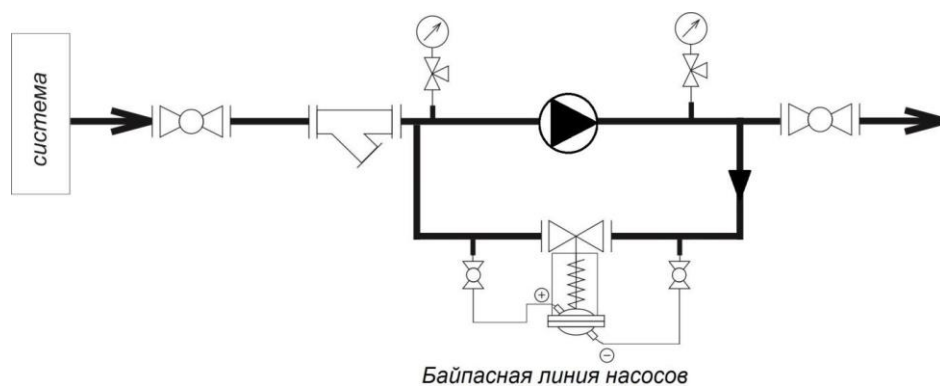 система
+
−
Байпасная линия насосов